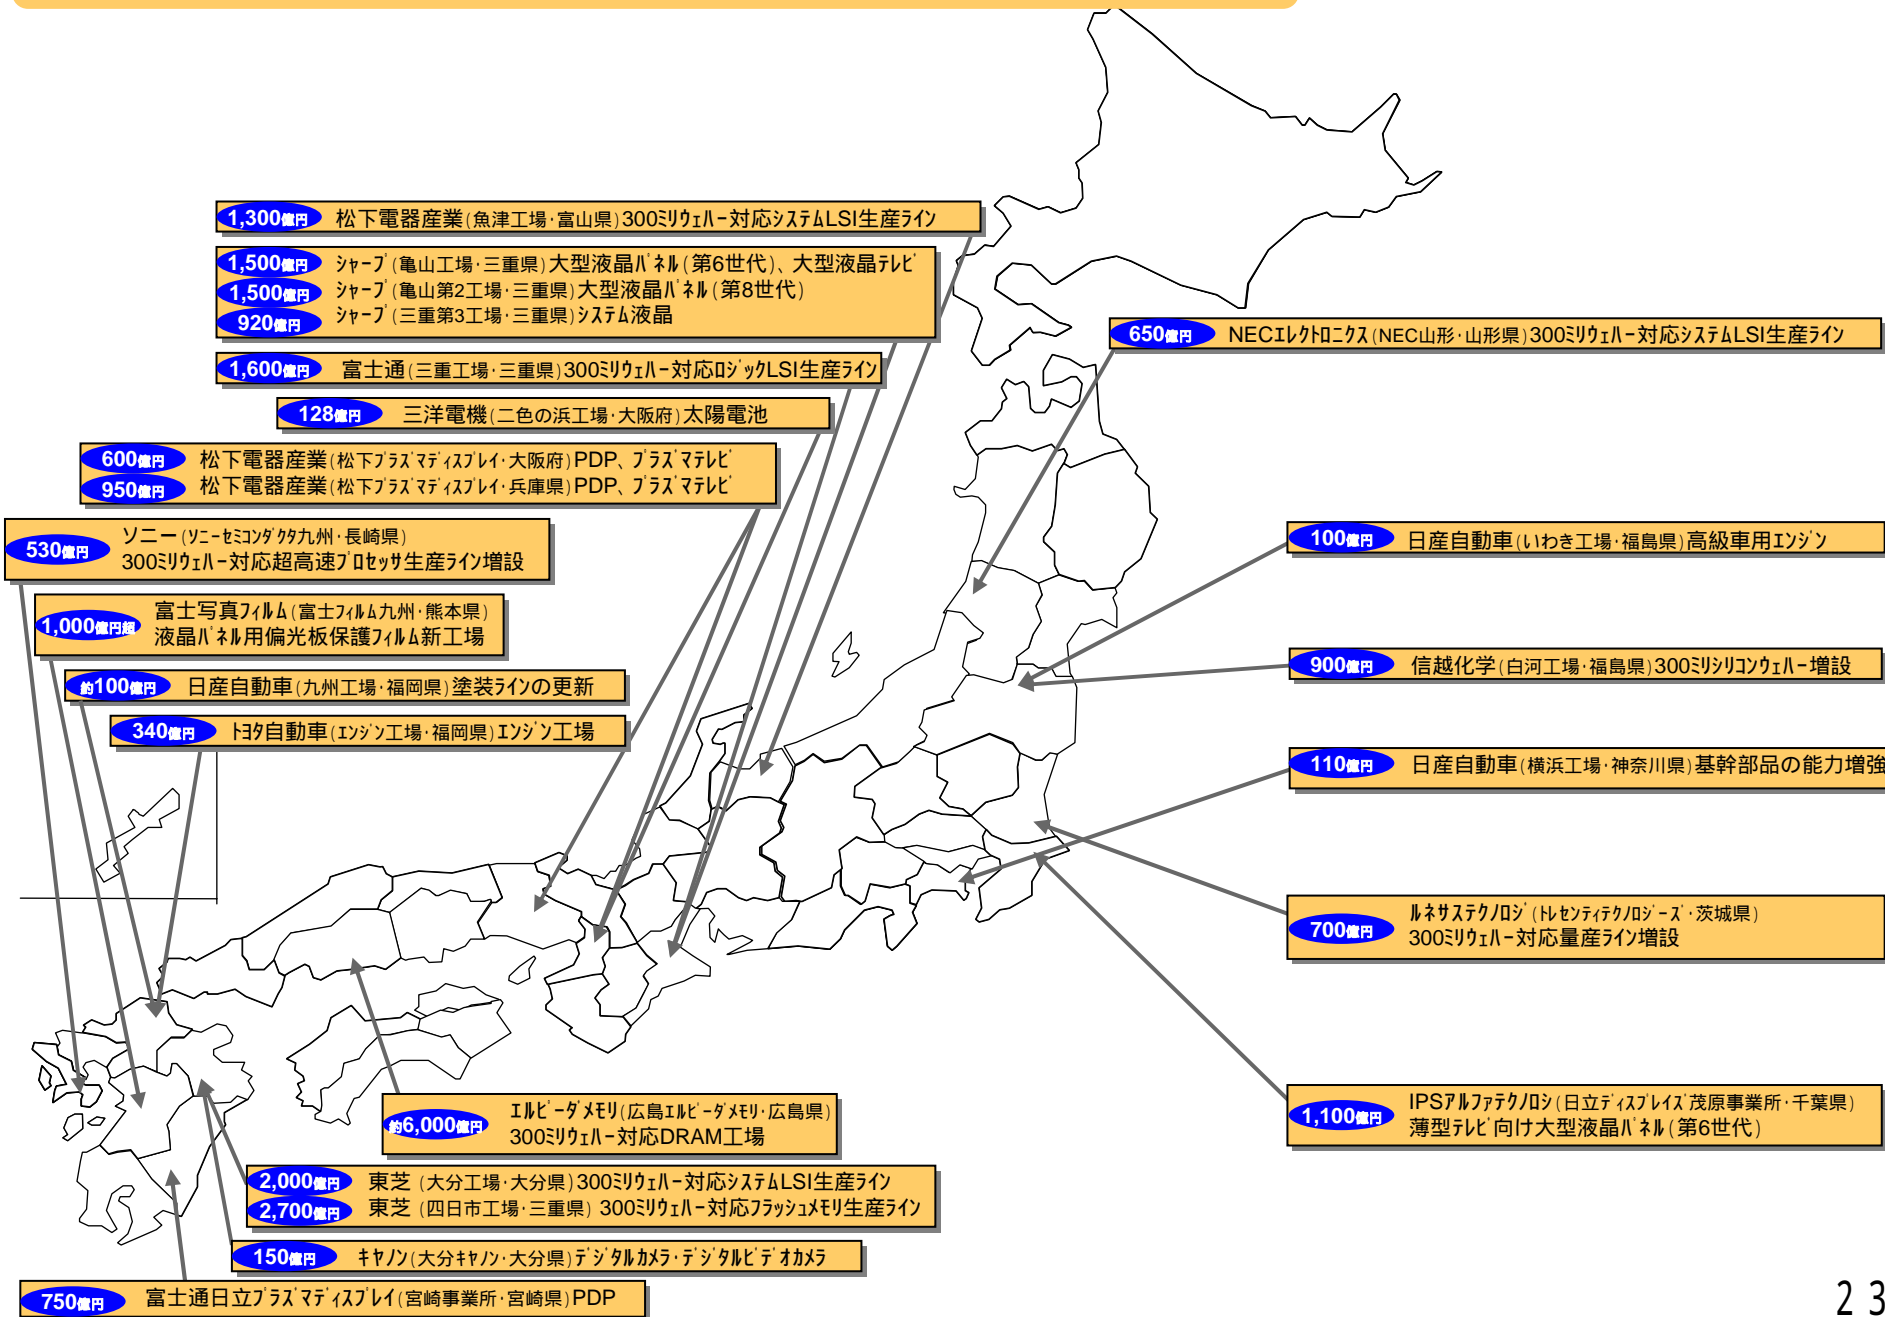 1,300億円 松下電器産業(魚津工場・富山県)300ﾐﾘｳｪﾊｰ対応ｼｽﾃﾑLSI生産ﾗｲﾝ
1,500億円 ｼｬｰﾌﾟ(亀山工場・三重県)大型液晶ﾊﾟﾈﾙ(第6世代)、大型液晶ﾃﾚﾋﾞ
1,500億円 ｼｬｰﾌﾟ(亀山第2工場・三重県)大型液晶ﾊﾟﾈﾙ(第8世代)
920億円 ｼｬｰﾌﾟ(三重第3工場・三重県)ｼｽﾃﾑ液晶
650億円 NECｴﾚｸﾄﾛﾆｸｽ(NEC山形・山形県)300ﾐﾘｳｪﾊｰ対応ｼｽﾃﾑLSI生産ﾗｲﾝ
1,600億円 富士通(三重工場・三重県)300ﾐﾘｳｪﾊｰ対応ﾛｼﾞｯｸLSI生産ﾗｲﾝ
128億円 三洋電機(二色の浜工場・大阪府)太陽電池
600億円 松下電器産業(松下ﾌﾟﾗｽﾞﾏﾃﾞｨｽﾌﾟﾚｲ・大阪府)PDP、ﾌﾟﾗｽﾞﾏﾃﾚﾋﾞ
950億円 松下電器産業(松下ﾌﾟﾗｽﾞﾏﾃﾞｨｽﾌﾟﾚｲ・兵庫県)PDP、ﾌﾟﾗｽﾞﾏﾃﾚﾋﾞ
530億円 ソニー(ｿﾆｰｾﾐｺﾝﾀﾞｸﾀ九州・長崎県)
300ﾐﾘｳｪﾊｰ対応超高速ﾌﾟﾛｾｯｻ生産ﾗｲﾝ増設
100億円 日産自動車(いわき工場・福島県)高級車用ｴﾝｼﾞﾝ
1,000億円超 富士写真ﾌｨﾙﾑ(富士ﾌｨﾙﾑ九州・熊本県)
液晶ﾊﾟﾈﾙ用偏光板保護ﾌｨﾙﾑ新工場
900億円 信越化学(白河工場・福島県)300ﾐﾘｼﾘｺﾝｳｪﾊｰ増設
約100億円 日産自動車(九州工場・福岡県)塗装ﾗｲﾝの更新
340億円 ﾄﾖﾀ自動車(ｴﾝｼﾞﾝ工場・福岡県)ｴﾝｼﾞﾝ工場
110億円 日産自動車(横浜工場・神奈川県)基幹部品の能力増強
700億円 ﾙﾈｻｽﾃｸﾉﾛｼﾞ(ﾄﾚｾﾝﾃｨﾃｸﾉﾛｼﾞｰｽﾞ・茨城県)
300ﾐﾘｳｪﾊｰ対応量産ﾗｲﾝ増設
約6,000億円 ｴﾙﾋﾟｰﾀﾞﾒﾓﾘ(広島ｴﾙﾋﾟｰﾀﾞﾒﾓﾘ・広島県)
300ﾐﾘｳｪﾊｰ対応DRAM工場
1,100億円 IPSｱﾙﾌｧﾃｸﾉﾛｼﾞ(日立ﾃﾞｨｽﾌﾟﾚｲｽﾞ茂原事業所・千葉県)
薄型ﾃﾚﾋﾞ向け大型液晶ﾊﾟﾈﾙ(第6世代)
2,000億円 東芝 (大分工場・大分県)300ﾐﾘｳｪﾊｰ対応ｼｽﾃﾑLSI生産ﾗｲﾝ
2,700億円 東芝 (四日市工場・三重県) 300ﾐﾘｳｪﾊｰ対応ﾌﾗｯｼｭﾒﾓﾘ生産ﾗｲﾝ
150億円 ｷﾔﾉﾝ(大分ｷﾔﾉﾝ・大分県)ﾃﾞｼﾞﾀﾙｶﾒﾗ・ﾃﾞｼﾞﾀﾙﾋﾞﾃﾞｵｶﾒﾗ
750億円 富士通日立ﾌﾟﾗｽﾞﾏﾃﾞｨｽﾌﾟﾚｲ(宮崎事業所・宮崎県)PDP
２３